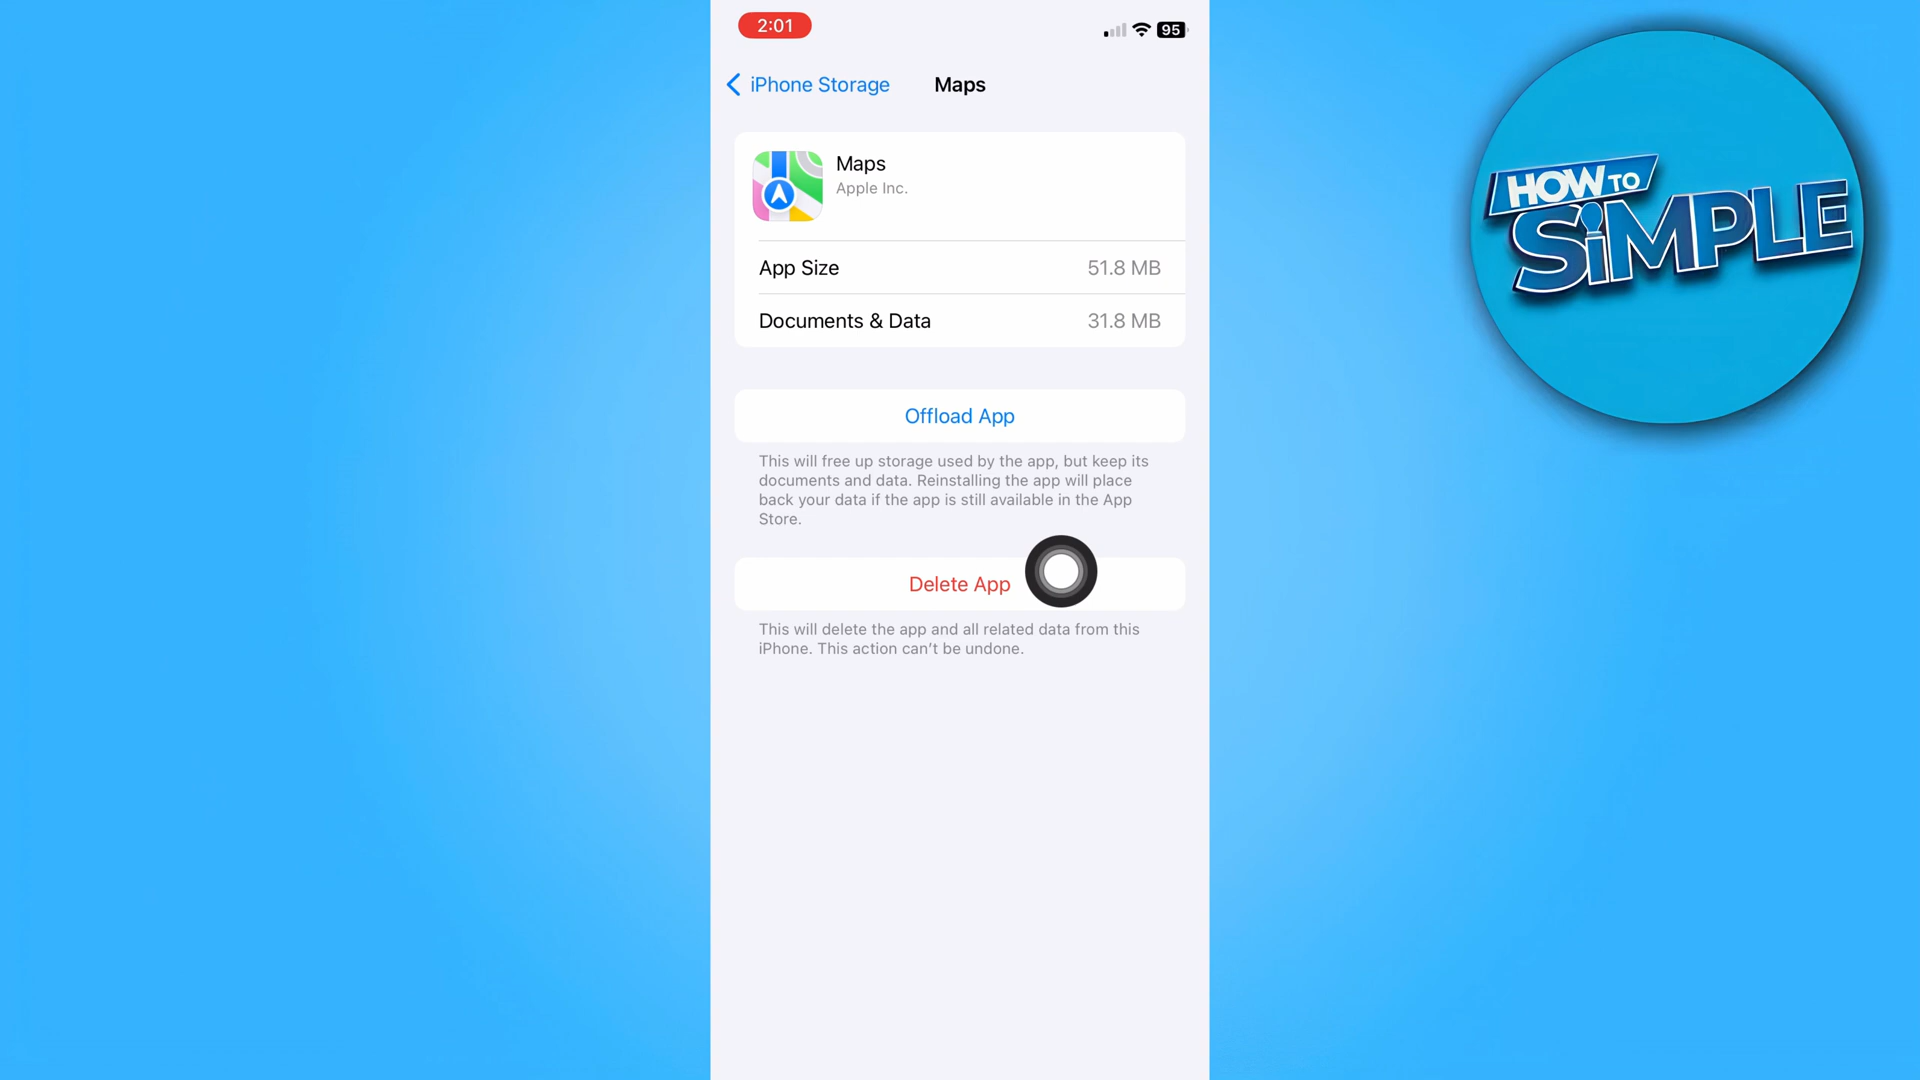 2:01
95
iPhone Storage
Maps
HOW TO
SiMPLE
Maps
Apple Inc.
App Size
51.8 MB
Documents & Data
31.8 MB
Offload App
This will free up storage used by the app, but keep its
documents and data. Reinstalling the app will place
back your data if the app is still available in the App
Store.
Delete App
This will delete the app and all related data from this
iPhone. This action can't be undone.